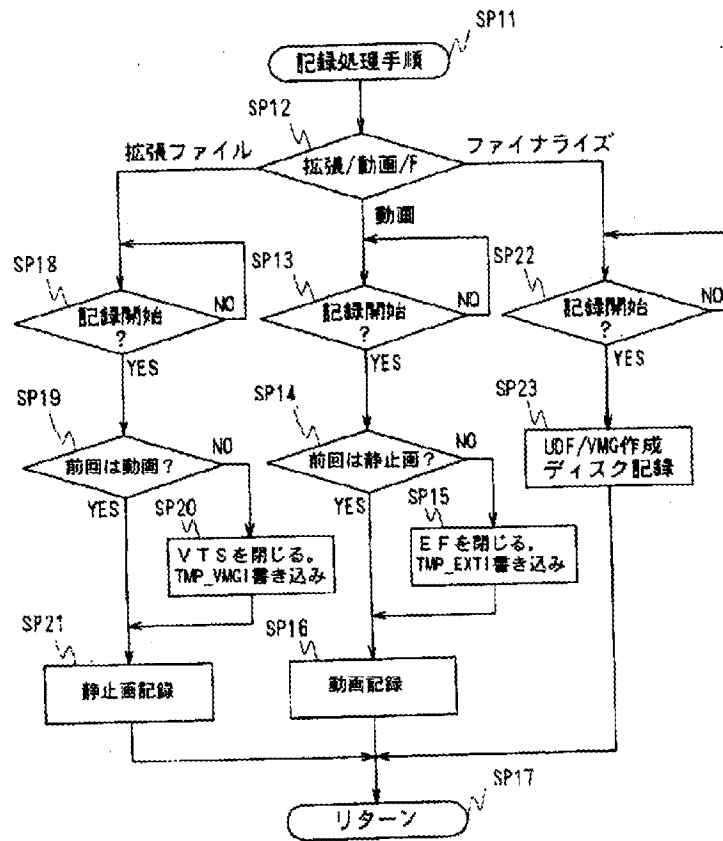 SP11
記録処理手順
SP12
拡張/動画/F
拡張ファイル
ファイナライズ
動画
SP18
記録開始
?
NO
YES
SP13
記録開始
?
NO
YES
SP22
記録開始
?
NO
YES
SP19
前回は動画?
NO
YES
SP14
前回は静止画?
NO
YES
SP23
UDF/VMG作成
ディスク記録
SP20
VTSを閉じる。
TMP_VMGI書き込み
SP15
EFを閉じる。
TMP_EXTI書き込み
SP21
静止画記録
SP16
動画記録
SP17
リターン